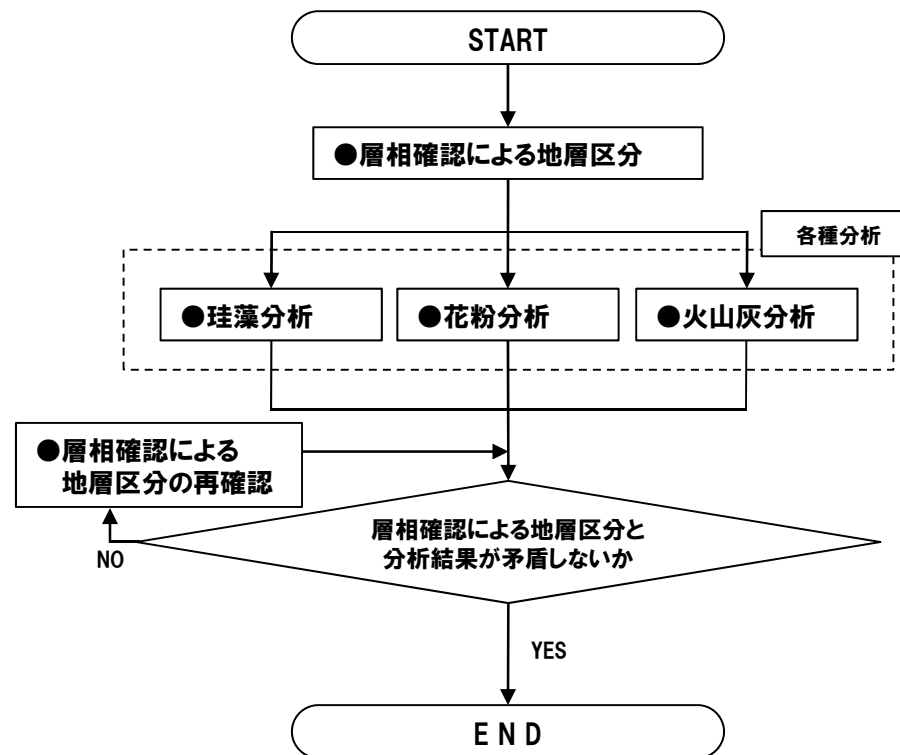 START
●層相確認による地層区分
各種分析
●珪藻分析
●花粉分析
●火山灰分析
●層相確認による
地層区分の再確認
層相確認による地層区分と
分析結果が矛盾しないか
NO
YES
END